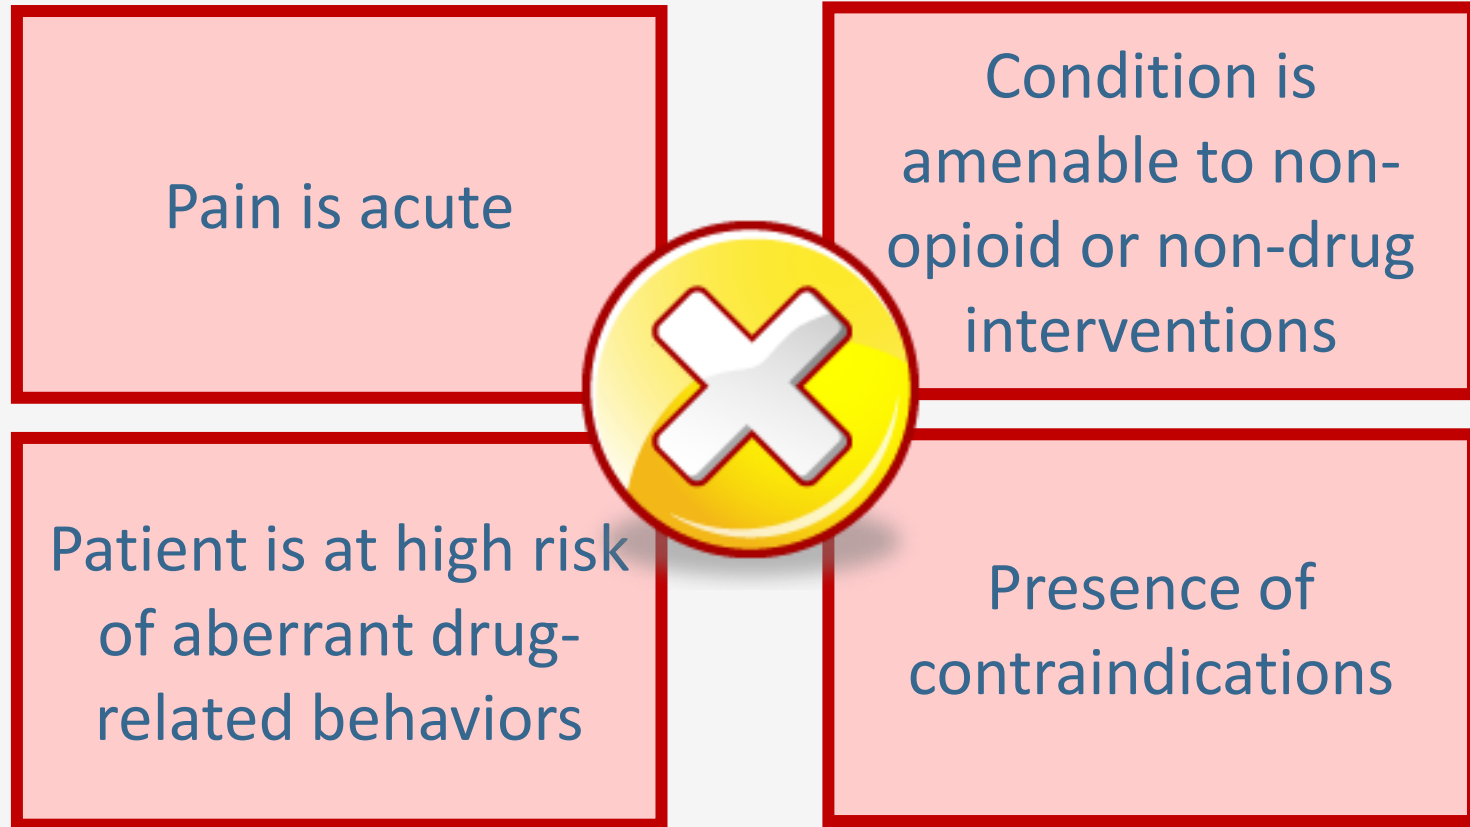 Pain is acute
Condition is
amenable to non-
opioid or non-drug
interventions
Patient is at high risk
of aberrant drug-
related behaviors
Presence of
contraindications